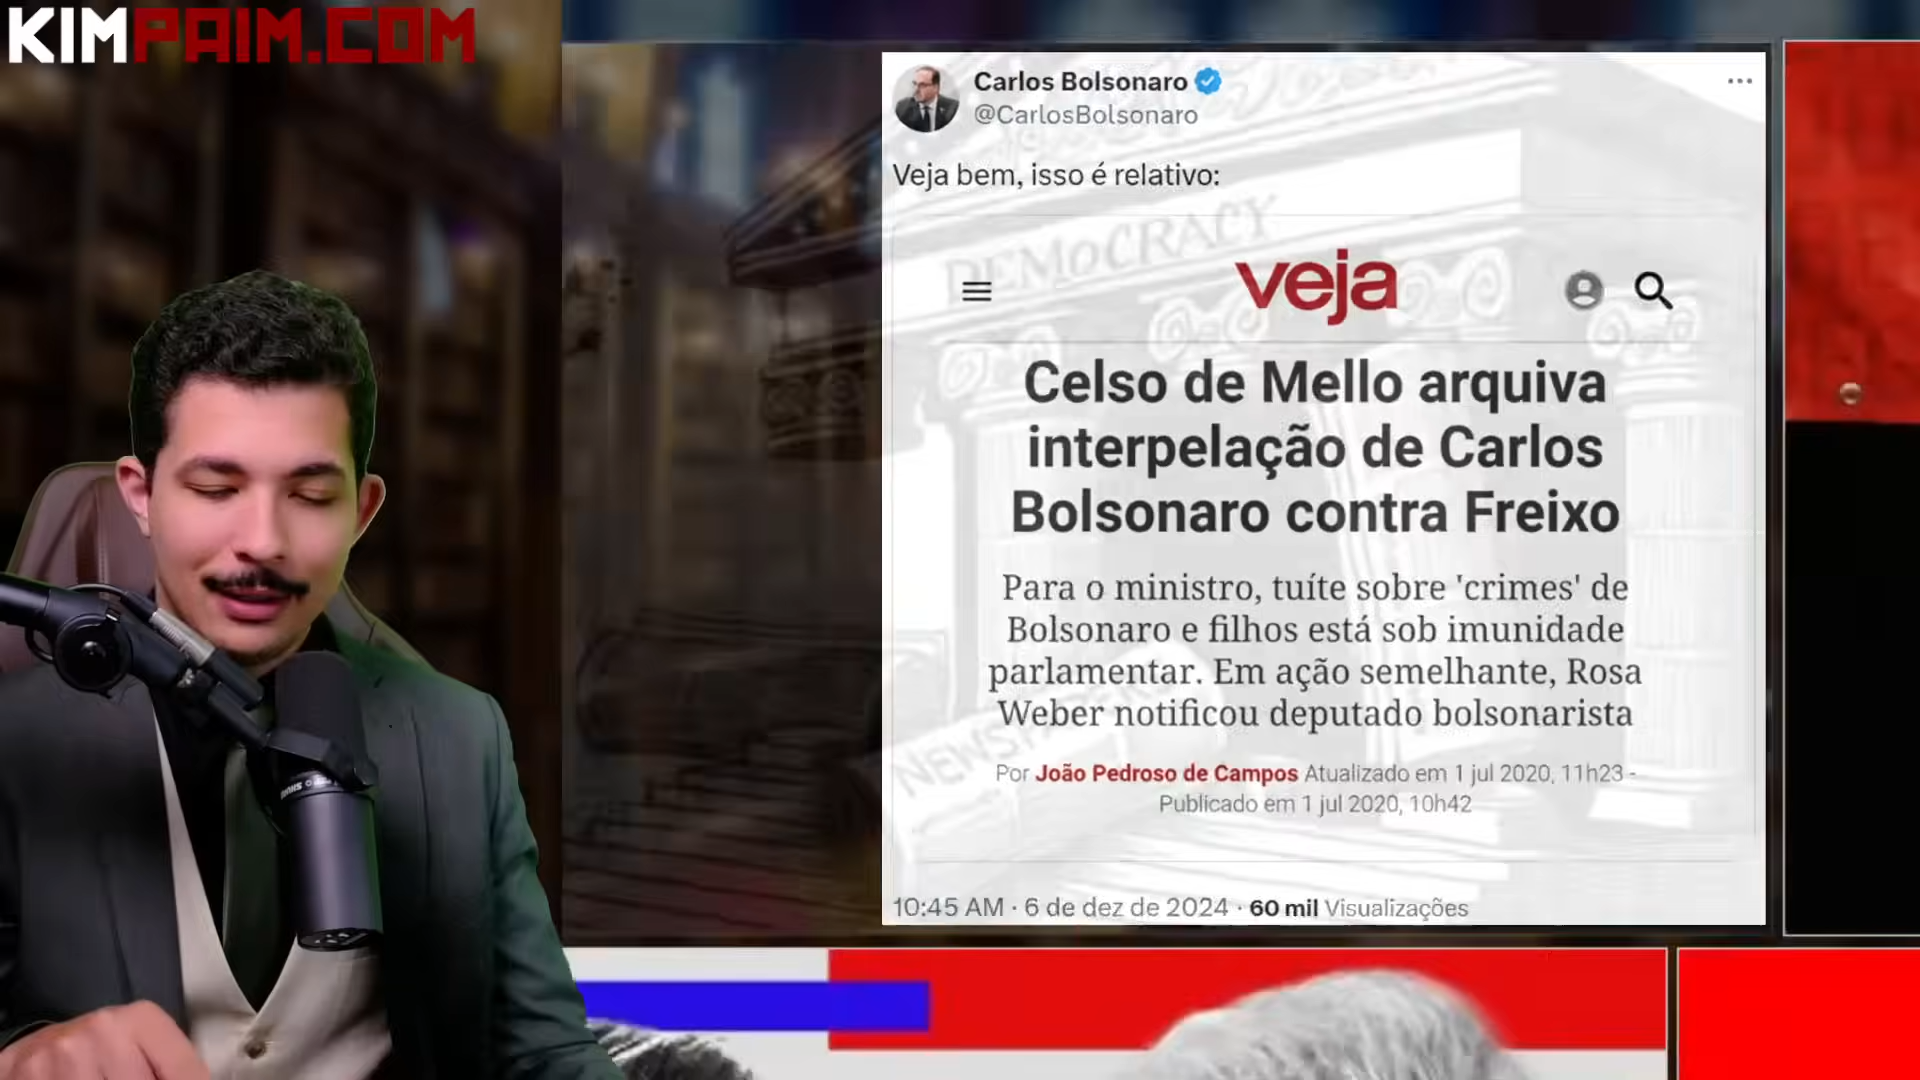 KIMPAIM.COM
Carlos Bolsonaro
@CarlosBolsonaro
Veja bem, isso é relativo:
DEMOCRACY
veja
Celso de Mello arquiva
interpelação de Carlos
Bolsonaro contra Freixo
Para o ministro, tuíte sobre 'crimes' de
Bolsonaro e filhos está sob imunidade
parlamentar. Em ação semelhante, Rosa
Weber notificou deputado bolsonarista
Por João Pedroso de Campos Atualizado em 1 jul 2020, 11h23 -
Publicado em 1 jul 2020, 10h42
10:45 AM · 6 de dez de 2024 · 60 mil Visualizações